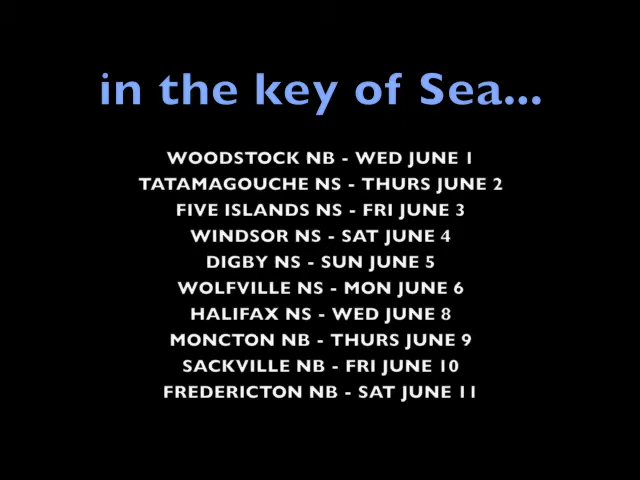 in the key of Sea...
WOODSTOCK NB - WED JUNE 1
TATAMAGOUCHE NS - THURS JUNE 2
FIVE ISLANDS NS - FRI JUNE 3
WINDSOR NS - SAT JUNE 4
DIGBY NS - SUN JUNE 5
WOLFVILLE NS - MON JUNE 6
HALIFAX NS - WED JUNE 8
MONCTON NB - THURS JUNE 9
SACKVILLE NB - FRI JUNE 10
FREDERICTON NB - SAT JUNE 11